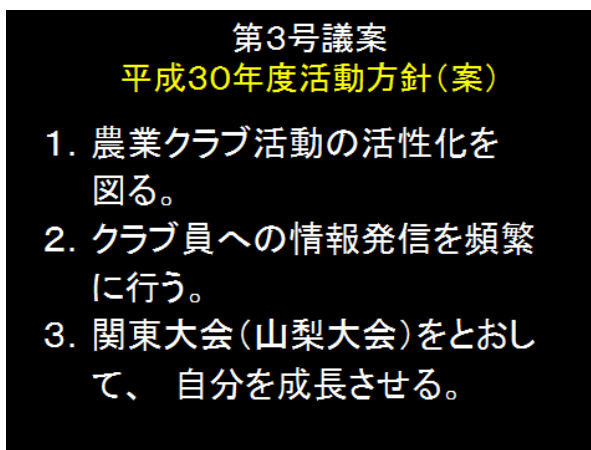 第3号議案
平成30年度活動方針(案)
1. 農業クラブ活動の活性化を
図る。
2. クラブ員への情報発信を頻繁
に行う。
3. 関東大会(山梨大会)をとおし
て、 自分を成長させる。